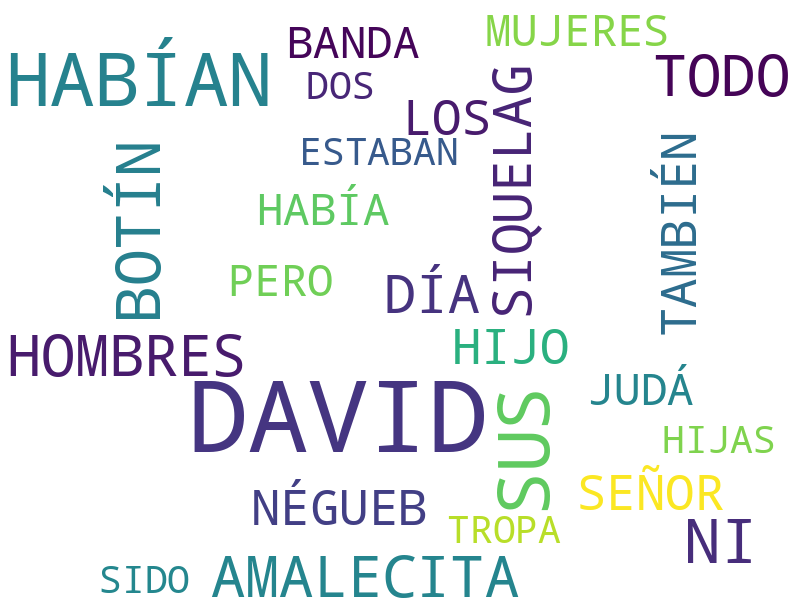 BANDA
MUJERES
HABÍAN
TODO
DOS
LOS
SIQUELAG
ESTABAN
BOTÍN
TAMBIÉN
HABÍA
PERO
DÍA
HOMBRES
HIJO
DAVID
JUDÁ
SUS
HIJAS
NÉGUEB
SEÑOR
TROPA
NI
SIDO
AMALECITA